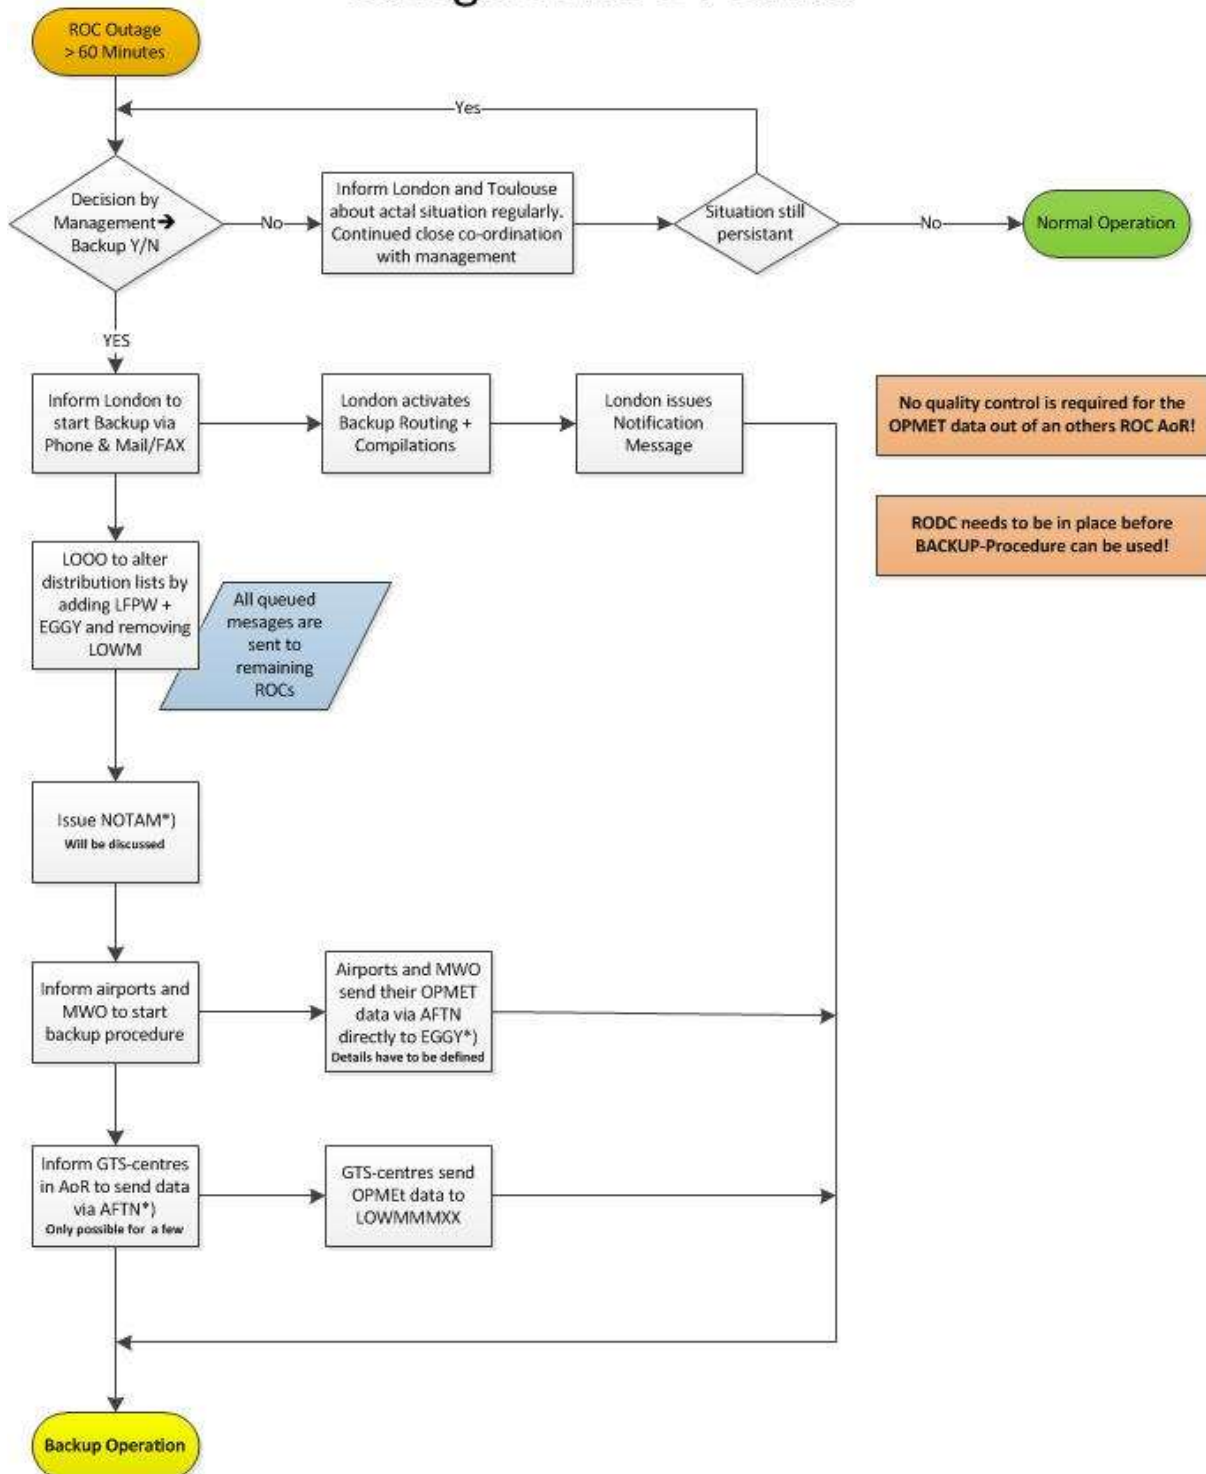 ROC Outage
> 60 Minutes
Yes
Decision by
Management➔
Backup Y/N
No
Inform London and Toulouse
about actal situation regularly.
Continued close co-ordination
with management
Situation still
persistant
No
Normal Operation
YES
Inform London to
start Backup via
Phone & Mail/FAX
London activates
Backup Routing +
Compilations
London issues
Notification
Message
No quality control is required for the
OPMET data out of an others ROC AoR!
RODC needs to be in place before
BACKUP-Procedure can be used!
LOOO to alter
distribution lists by
adding LFPW +
EGGY and removing
LOWM
All queued
mesages are
sent to
remaining
ROCs
Issue NOTAM*)
Will be discussed
Inform airports and
MWO to start
backup procedure
Airports and MWO
send their OPMET
data via AFTN
directly to EGGY*)
Details have to be defined
Inform GTS-centres
in AoR to send data
via AFTN*)
Only possible for a few
GTS-centres send
OPMEt data to
LOWMMMXX
Backup Operation